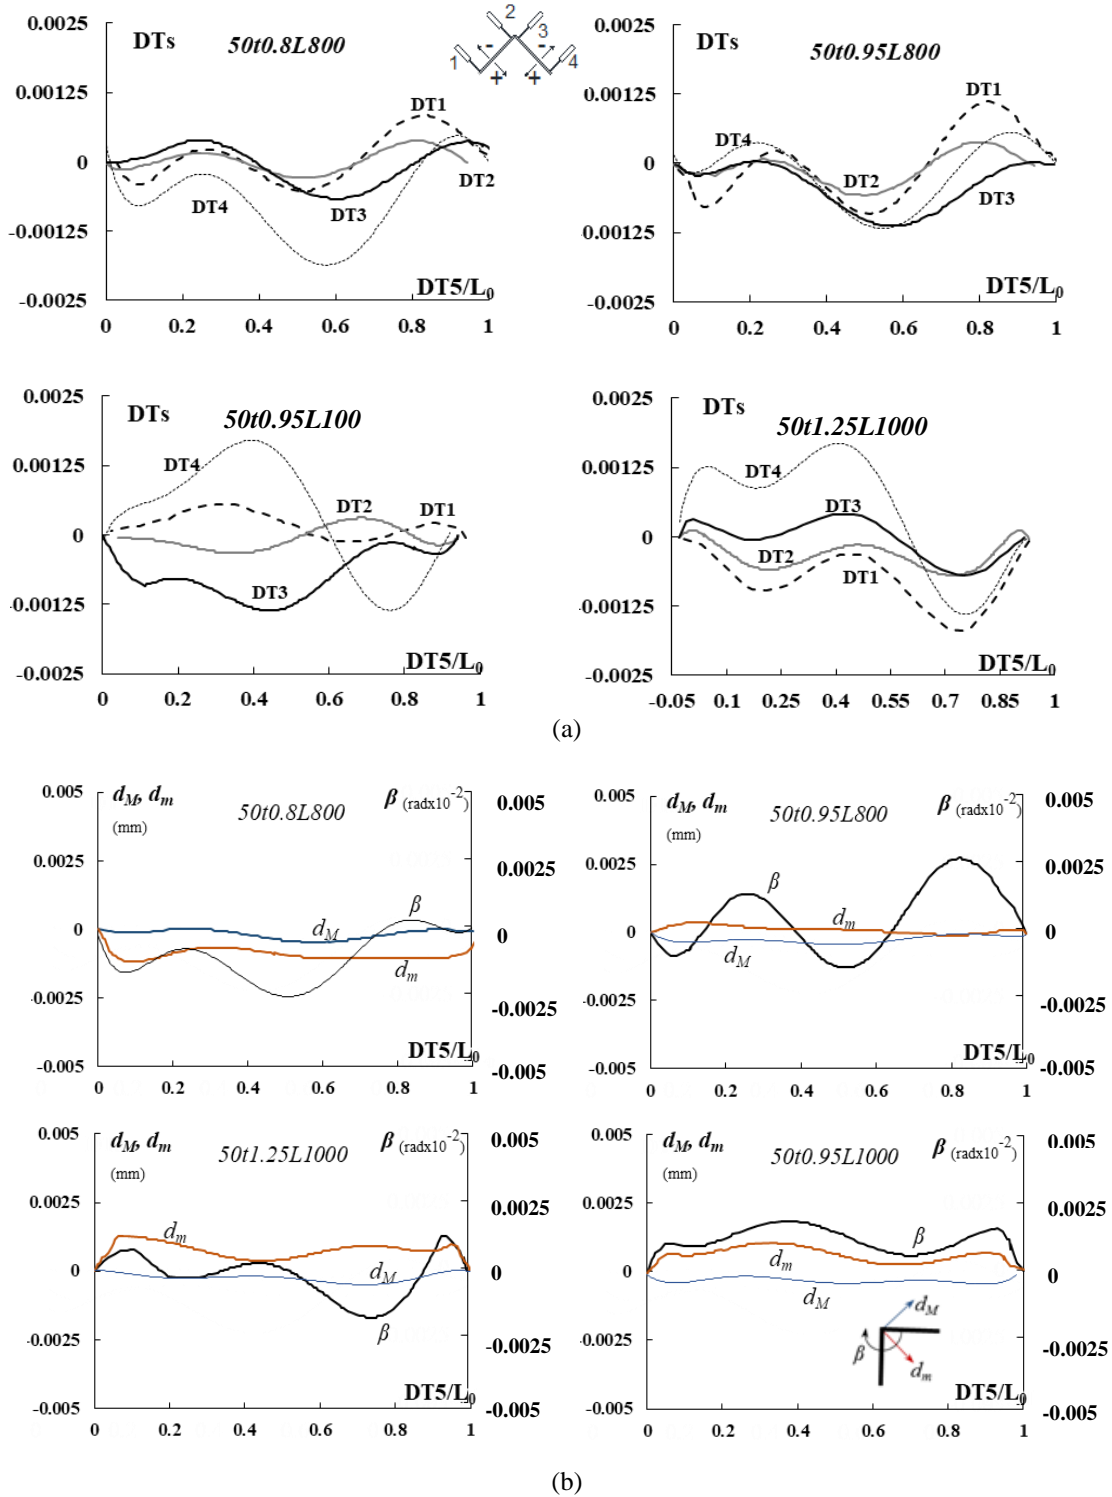 0.0025
DTs
50t0.8L800
0.00125
DT1
0
DT2
DT4
DT3
-0.00125
DT5/L0
-0.0025
0 0.2 0.4 0.6 0.8 1
1 2 3 4
- -
+ +
0.0025
DTs
50t0.95L800
0.00125
DT1
DT4
0
DT2
DT3
-0.00125
DT5/L0
-0.0025
0 0.2 0.4 0.6 0.8 1
0.0025
DTs
50t0.95L100
0.00125
DT4
DT2 DT1
0
DT3
-0.00125
DT5/L0
-0.0025
0 0.2 0.4 0.6 0.8 1
0.0025
DTs
50t1.25L1000
0.00125
DT4
DT3
0
DT2
DT1
-0.00125
DT5/L0
-0.0025
-0.05 0.1 0.25 0.4 0.55 0.7 0.85 1
(a)
0.005
dM, dm
(mm)
50t0.8L800
β (radx10-2)
0.005
0.0025
0.0025
β
0
dM
0
dm
-0.0025
-0.0025
DT5/L0
-0.005
-0.005
0 0.2 0.4 0.6 0.8 1
0.005
dM, dm
(mm)
50t0.95L800
β (radx10-2)
0.005
0.0025
0.0025
β
dm
0
0
dM
-0.0025
-0.0025
DT5/L0
-0.005
-0.005
0 0.2 0.4 0.6 0.8 1
0.005
dM, dm
(mm)
50t1.25L1000
β (radx10-2)
0.005
0.0025
0.0025
dm
0
dM
0
β
-0.0025
-0.0025
DT5/L0
-0.005
-0.005
0 0.2 0.4 0.6 0.8 1
0.005
dM, dm
(mm)
50t0.95L1000
β (radx10-2)
0.005
0.0025
0.0025
β
dm
0
0
dM
dM
β
dm
-0.0025
-0.0025
DT5/L0
-0.005
-0.005
0 0.2 0.4 0.6 0.8 1
(b)